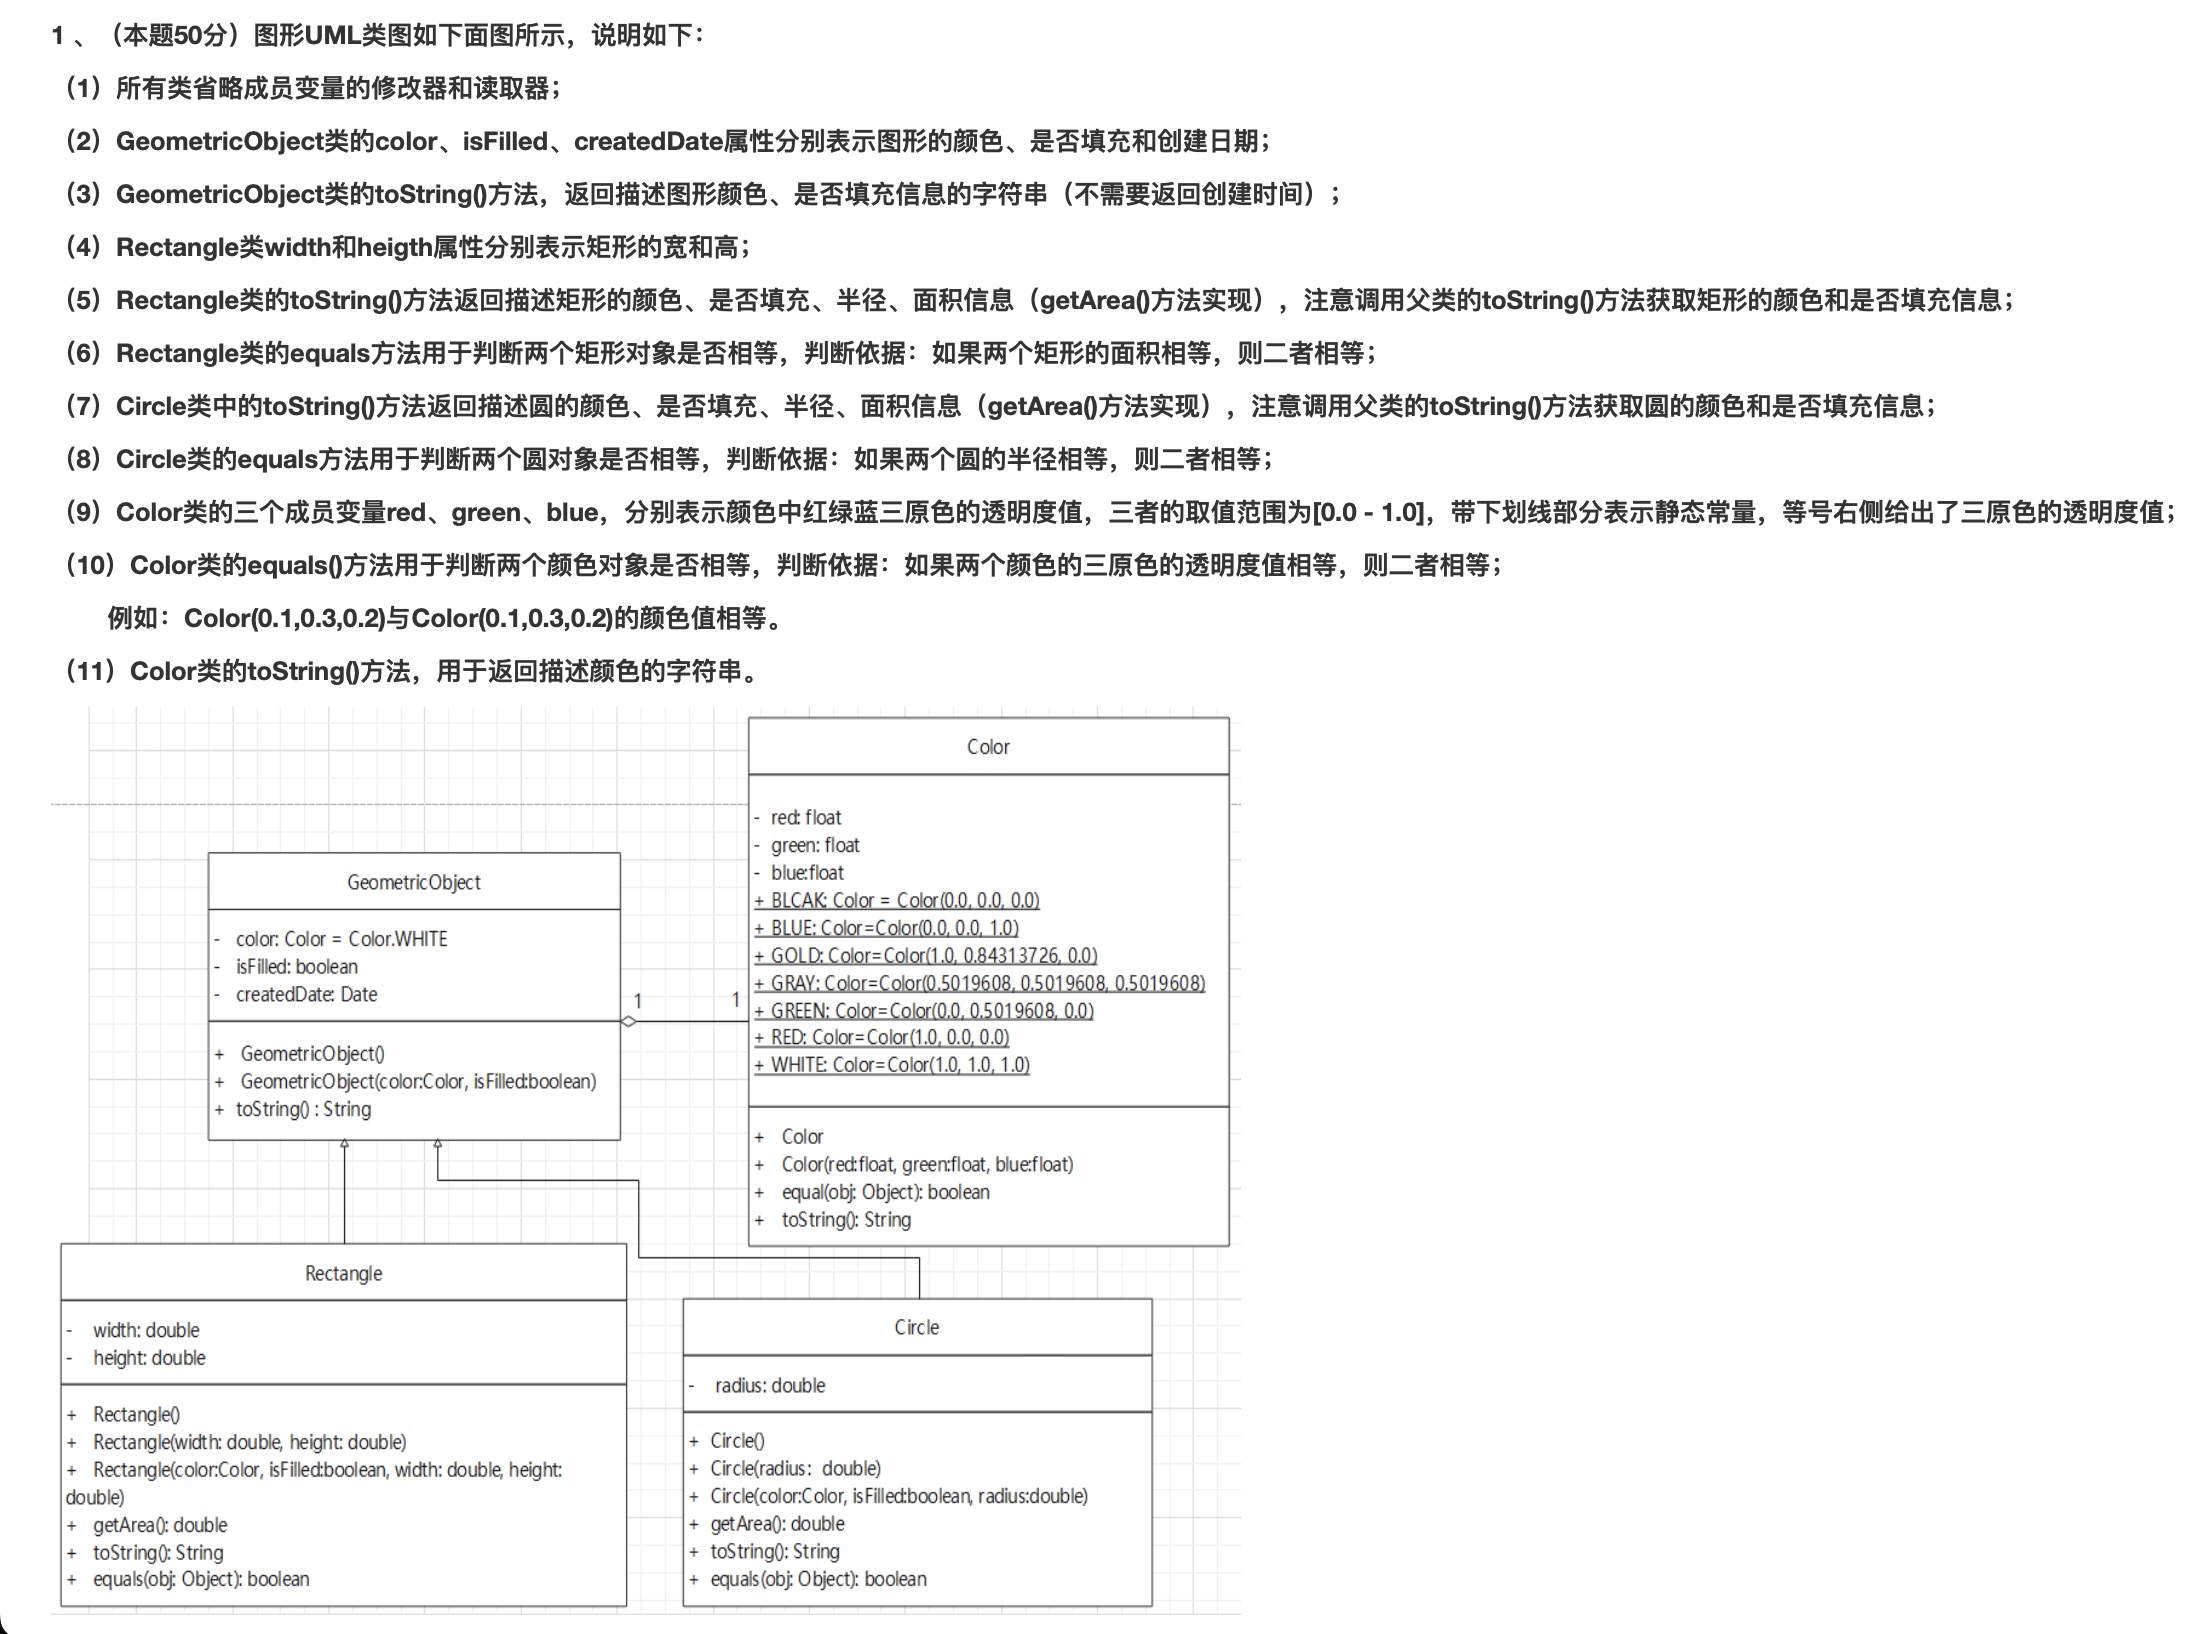 1 、（本题50分）图形UML类图如下面图所示，说明如下：
（1）所有类省略成员变量的修改器和读取器；
（2）GeometricObject类的color、isFilled、createdDate属性分别表示图形的颜色、是否填充和创建日期；
（3）GeometricObject类的toString()方法，返回描述图形颜色、是否填充信息的字符串（不需要返回创建时间）；
（4）Rectangle类width和heigth属性分别表示矩形的宽和高；
（5）Rectangle类的toString()方法返回描述矩形的颜色、是否填充、半径、面积信息（getArea()方法实现），注意调用父类的toString()方法获取矩形的颜色和是否填充信息；
（6）Rectangle类的equals方法用于判断两个矩形对象是否相等，判断依据：如果两个矩形的面积相等，则二者相等；
（7）Circle类中的toString()方法返回描述圆的颜色、是否填充、半径、面积信息（getArea()方法实现），注意调用父类的toString()方法获取圆的颜色和是否填充信息；
（8）Circle类的equals方法用于判断两个圆对象是否相等，判断依据：如果两个圆的半径相等，则二者相等；
（9）Color类的三个成员变量red、green、blue，分别表示颜色中红绿蓝三原色的透明度值，三者的取值范围为[0.0 - 1.0]，带下划线部分表示静态常量，等号右侧给出了三原色的透明度值；
（10）Color类的equals()方法用于判断两个颜色对象是否相等，判断依据：如果两个颜色的三原色的透明度值相等，则二者相等；
例如：Color(0.1,0.3,0.2)与Color(0.1,0.3,0.2)的颜色值相等。
（11）Color类的toString()方法，用于返回描述颜色的字符串。
Color
- red: float
- green: float
- blue:float
+ BLCAK: Color = Color(0.0, 0.0, 0.0)
+ BLUE: Color=Color(0.0, 0.0, 1.0)
+ GOLD: Color=Color(1.0, 0.84313726, 0.0)
+ GRAY: Color=Color(0.5019608, 0.5019608, 0.5019608)
+ GREEN: Color=Color(0.0, 0.5019608, 0.0)
+ RED: Color=Color(1.0, 0.0, 0.0)
+ WHITE: Color=Color(1.0, 1.0, 1.0)
+ Color
+ Color(red:float, green:float, blue:float)
+ equal(obj: Object): boolean
+ toString(): String
GeometricObject
- color: Color = Color.WHITE
- isFilled: boolean
- createdDate: Date
+ GeometricObject()
+ GeometricObject(color:Color, isFilled:boolean)
+ toString() : String
1
1
Rectangle
- width: double
- height: double
+ Rectangle()
+ Rectangle(width: double, height: double)
+ Rectangle(color:Color, isFilled:boolean, width: double, height:
double)
+ getArea(): double
+ toString(): String
+ equals(obj: Object): boolean
Circle
- radius: double
+ Circle()
+ Circle(radius: double)
+ Circle(color:Color, isFilled:boolean, radius:double)
+ getArea(): double
+ toString(): String
+ equals(obj: Object): boolean